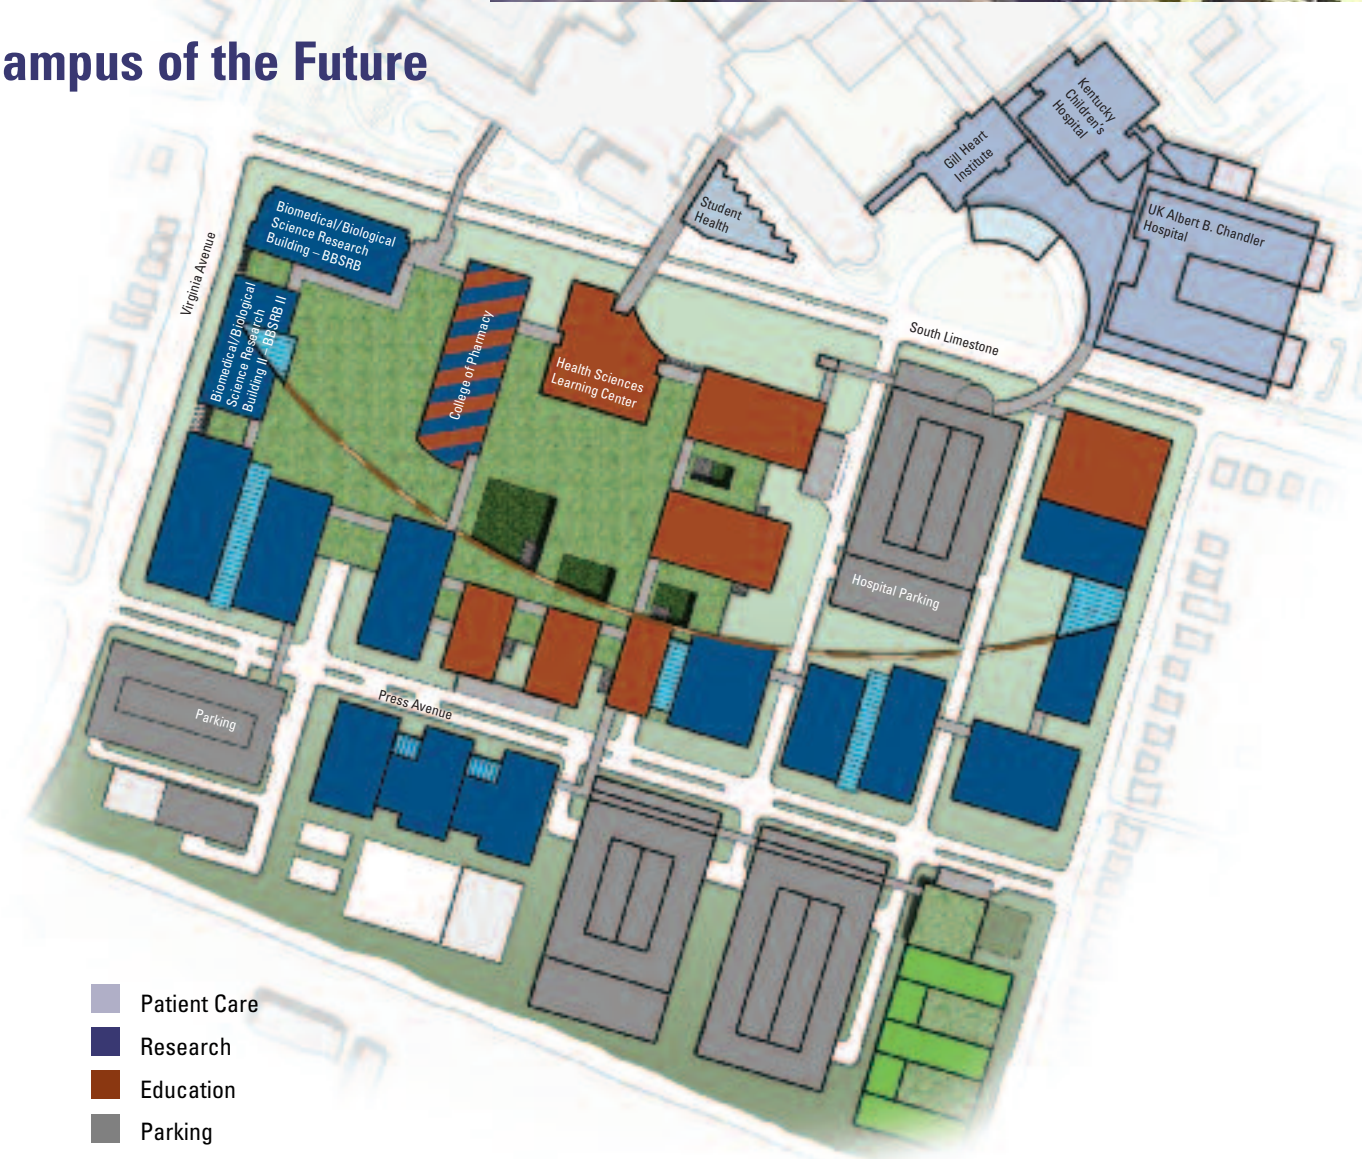 ampus of the Future
Kentucky
Children's
Hospital
Gill Heart
Institute
UK Albert B. Chandler
Hospital
Student
Health
Biomedical/Biological
Science Research
Building – BBSRB
Virginia Avenue
Biomedical/Biological
Science Research
Building II – BBSRB II
College of Pharmacy
Health Sciences
Learning Center
South Limestone
Hospital Parking
Press Avenue
Parking
Patient Care
Research
Education
Parking